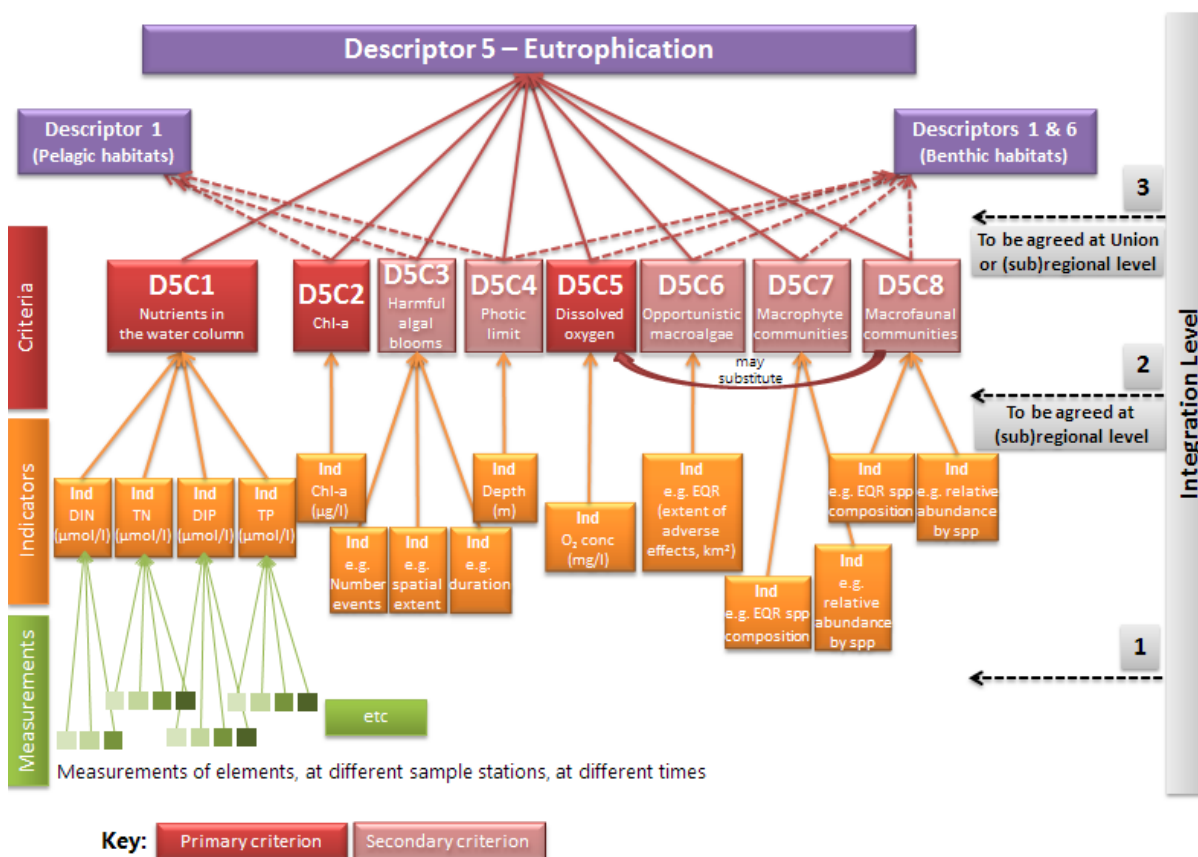 Descriptor 5 – Eutrophication
Descriptor 1
(Pelagic habitats)
Descriptors 1 & 6
(Benthic habitats)
3
To be agreed at Union
or (sub)regional level
Criteria
D5C1
Nutrients in
the water column
D5C2
Chl-a
D5C3
Harmful
algal
blooms
D5C4
Photic
limit
D5C5
Dissolved
oxygen
D5C6
Opportunistic
macroalgae
D5C7
Macrophyte
communities
D5C8
Macrofaunal
communities
may
substitute
2
To be agreed at
(sub)regional level
Integration Level
Indicators
Ind
DIN
(µmol/l)
Ind
TN
(µmol/l)
Ind
DIP
(µmol/l)
Ind
TP
(µmol/l)
Ind
Chl-a
(µg/l)
Ind
e.g.
Number
events
Ind
e.g.
spatial
extent
Ind
e.g.
duration
Ind
Depth
(m)
Ind
O₂ conc
(mg/l)
Ind
e.g. EQR
(extent of
adverse
effects, km²)
Ind
e.g. EQR spp
composition
Ind
e.g.
relative
abundance
by spp
Ind
e.g. EQR spp
composition
Ind
e.g. relative
abundance
by spp
1
Measurements
etc
Measurements of elements, at different sample stations, at different times
Key:
Primary criterion
Secondary criterion